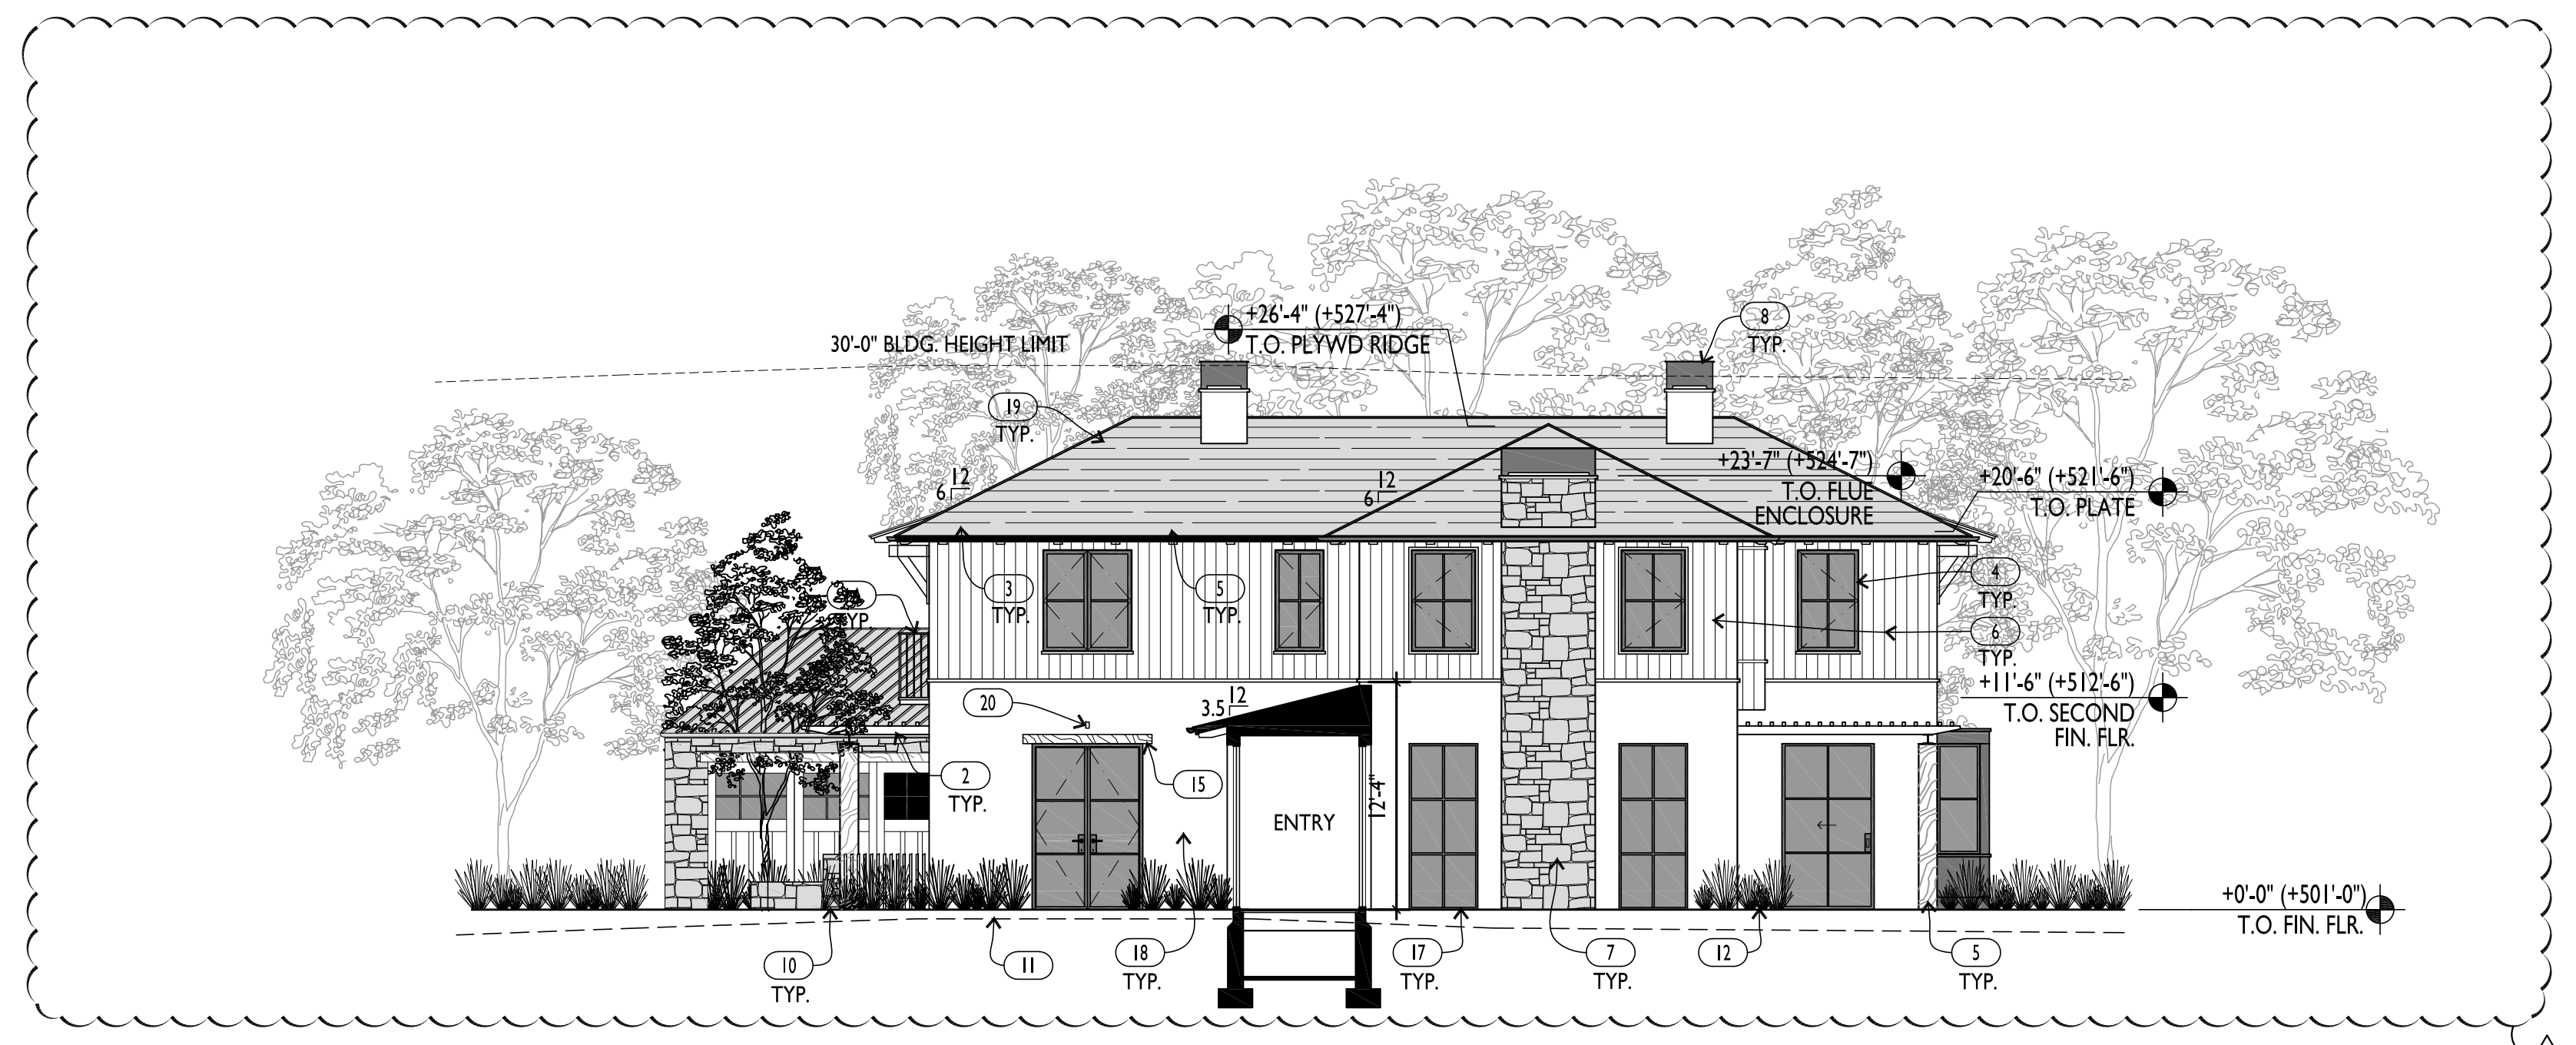 +26'-4" (+527'-4")
T.O. PLYWD RIDGE
30'-0" BLDG. HEIGHT LIMIT
8
TYP.
19
TYP.
12
6
12
6
+23'-7" (+524'-7")
T.O. FLUE
ENCLOSURE
+20'-6" (+521'-6")
T.O. PLATE
3
TYP.
5
TYP.
4
TYP.
TYP.
6
TYP.
+11'-6" (+512'-6")
T.O. SECOND
FIN. FLR.
20
12
3.5
2
TYP.
15
12'-4"
ENTRY
+0'-0" (+501'-0")
T.O. FIN. FLR.
10
TYP.
11
18
TYP.
17
TYP.
7
TYP.
12
5
TYP.